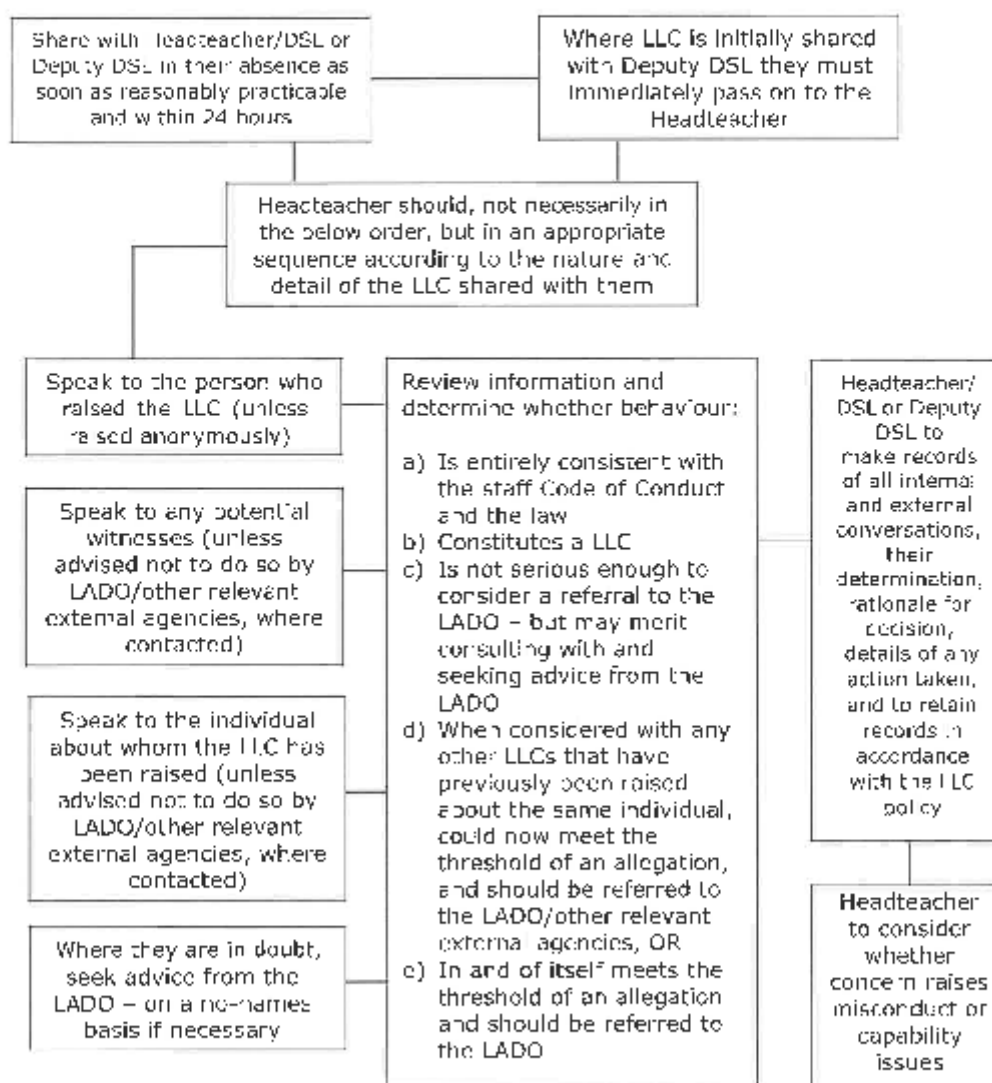 Share with Headteacher/DSL or
Deputy DSL in their absence as
soon as reasonably practicable
and within 24 hours
Where LLC is initially shared
with Deputy DSL they must
immediately pass on to the
Headteacher
Headteacher should, not necessarily in
the below order, but in an appropriate
sequence according to the nature and
detail of the LLC shared with them
Speak to the person who
raised the LLC (unless
raised anonymously)
Speak to any potential
witnesses (unless
advised not to do so by
LADO/other relevant
external agencies, where
contacted)
Speak to the individual
about whom the LLC has
been raised (unless
advised not to do so by
LADO/other relevant
external agencies, where
contacted)
Where they are in doubt,
seek advice from the
LADO – on a no-names
basis if necessary
Review information and
determine whether behaviour:
a) Is entirely consistent with
the staff Code of Conduct
and the law
b) Constitutes a LLC
c) Is not serious enough to
consider a referral to the
LADO – but may merit
consulting with and
seeking advice from the
LADO
d) When considered with any
other LLCs that have
previously been raised
about the same individual,
could now meet the
threshold of an allegation,
and should be referred to
the LADO/other relevant
external agencies, OR
e) In and of itself meets the
threshold of an allegation
and should be referred to
the LADO
Headteacher/
DSL or Deputy
DSL to
make records
of all internal
and external
conversations,
their
determination,
rationale for
decision,
details of any
action taken,
and to retain
records in
accordance
with the LLC
policy
Headteacher
to consider
whether
concern raises
misconduct or
capability
issues